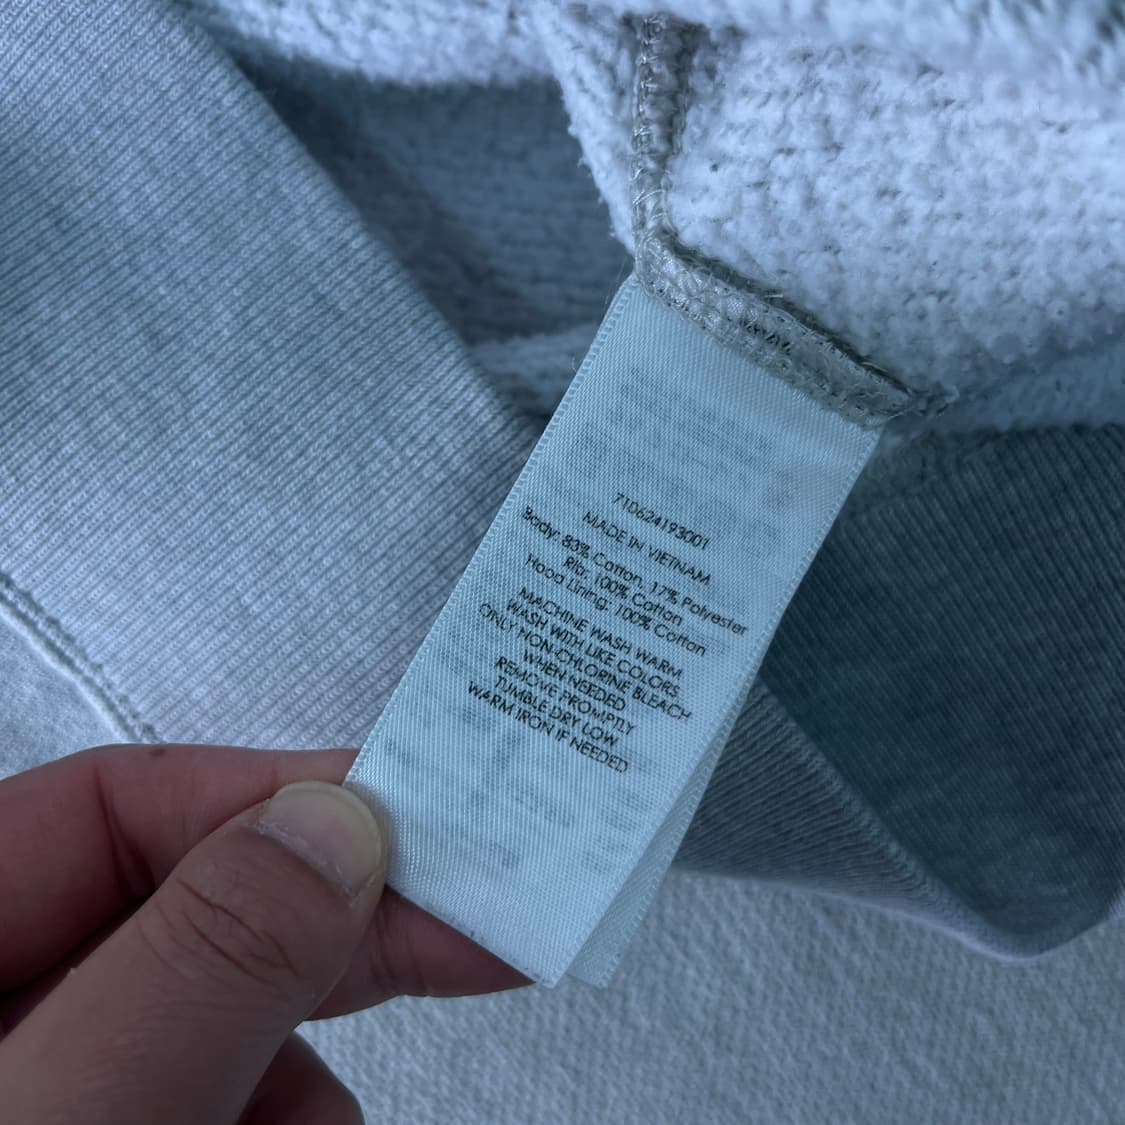 710624193001
MADE IN VIETNAM
Body: 83% Cotton, 17% Polyester
Rib: 100% Cotton
Hood Lining: 100% Cotton
MACHINE WASH WARM
WASH WITH LIKE COLORS
ONLY NON-CHLORINE BLEACH
WHEN NEEDED
REMOVE PROMPTLY
TUMBLE DRY LOW
WARM IRON IF NEEDED